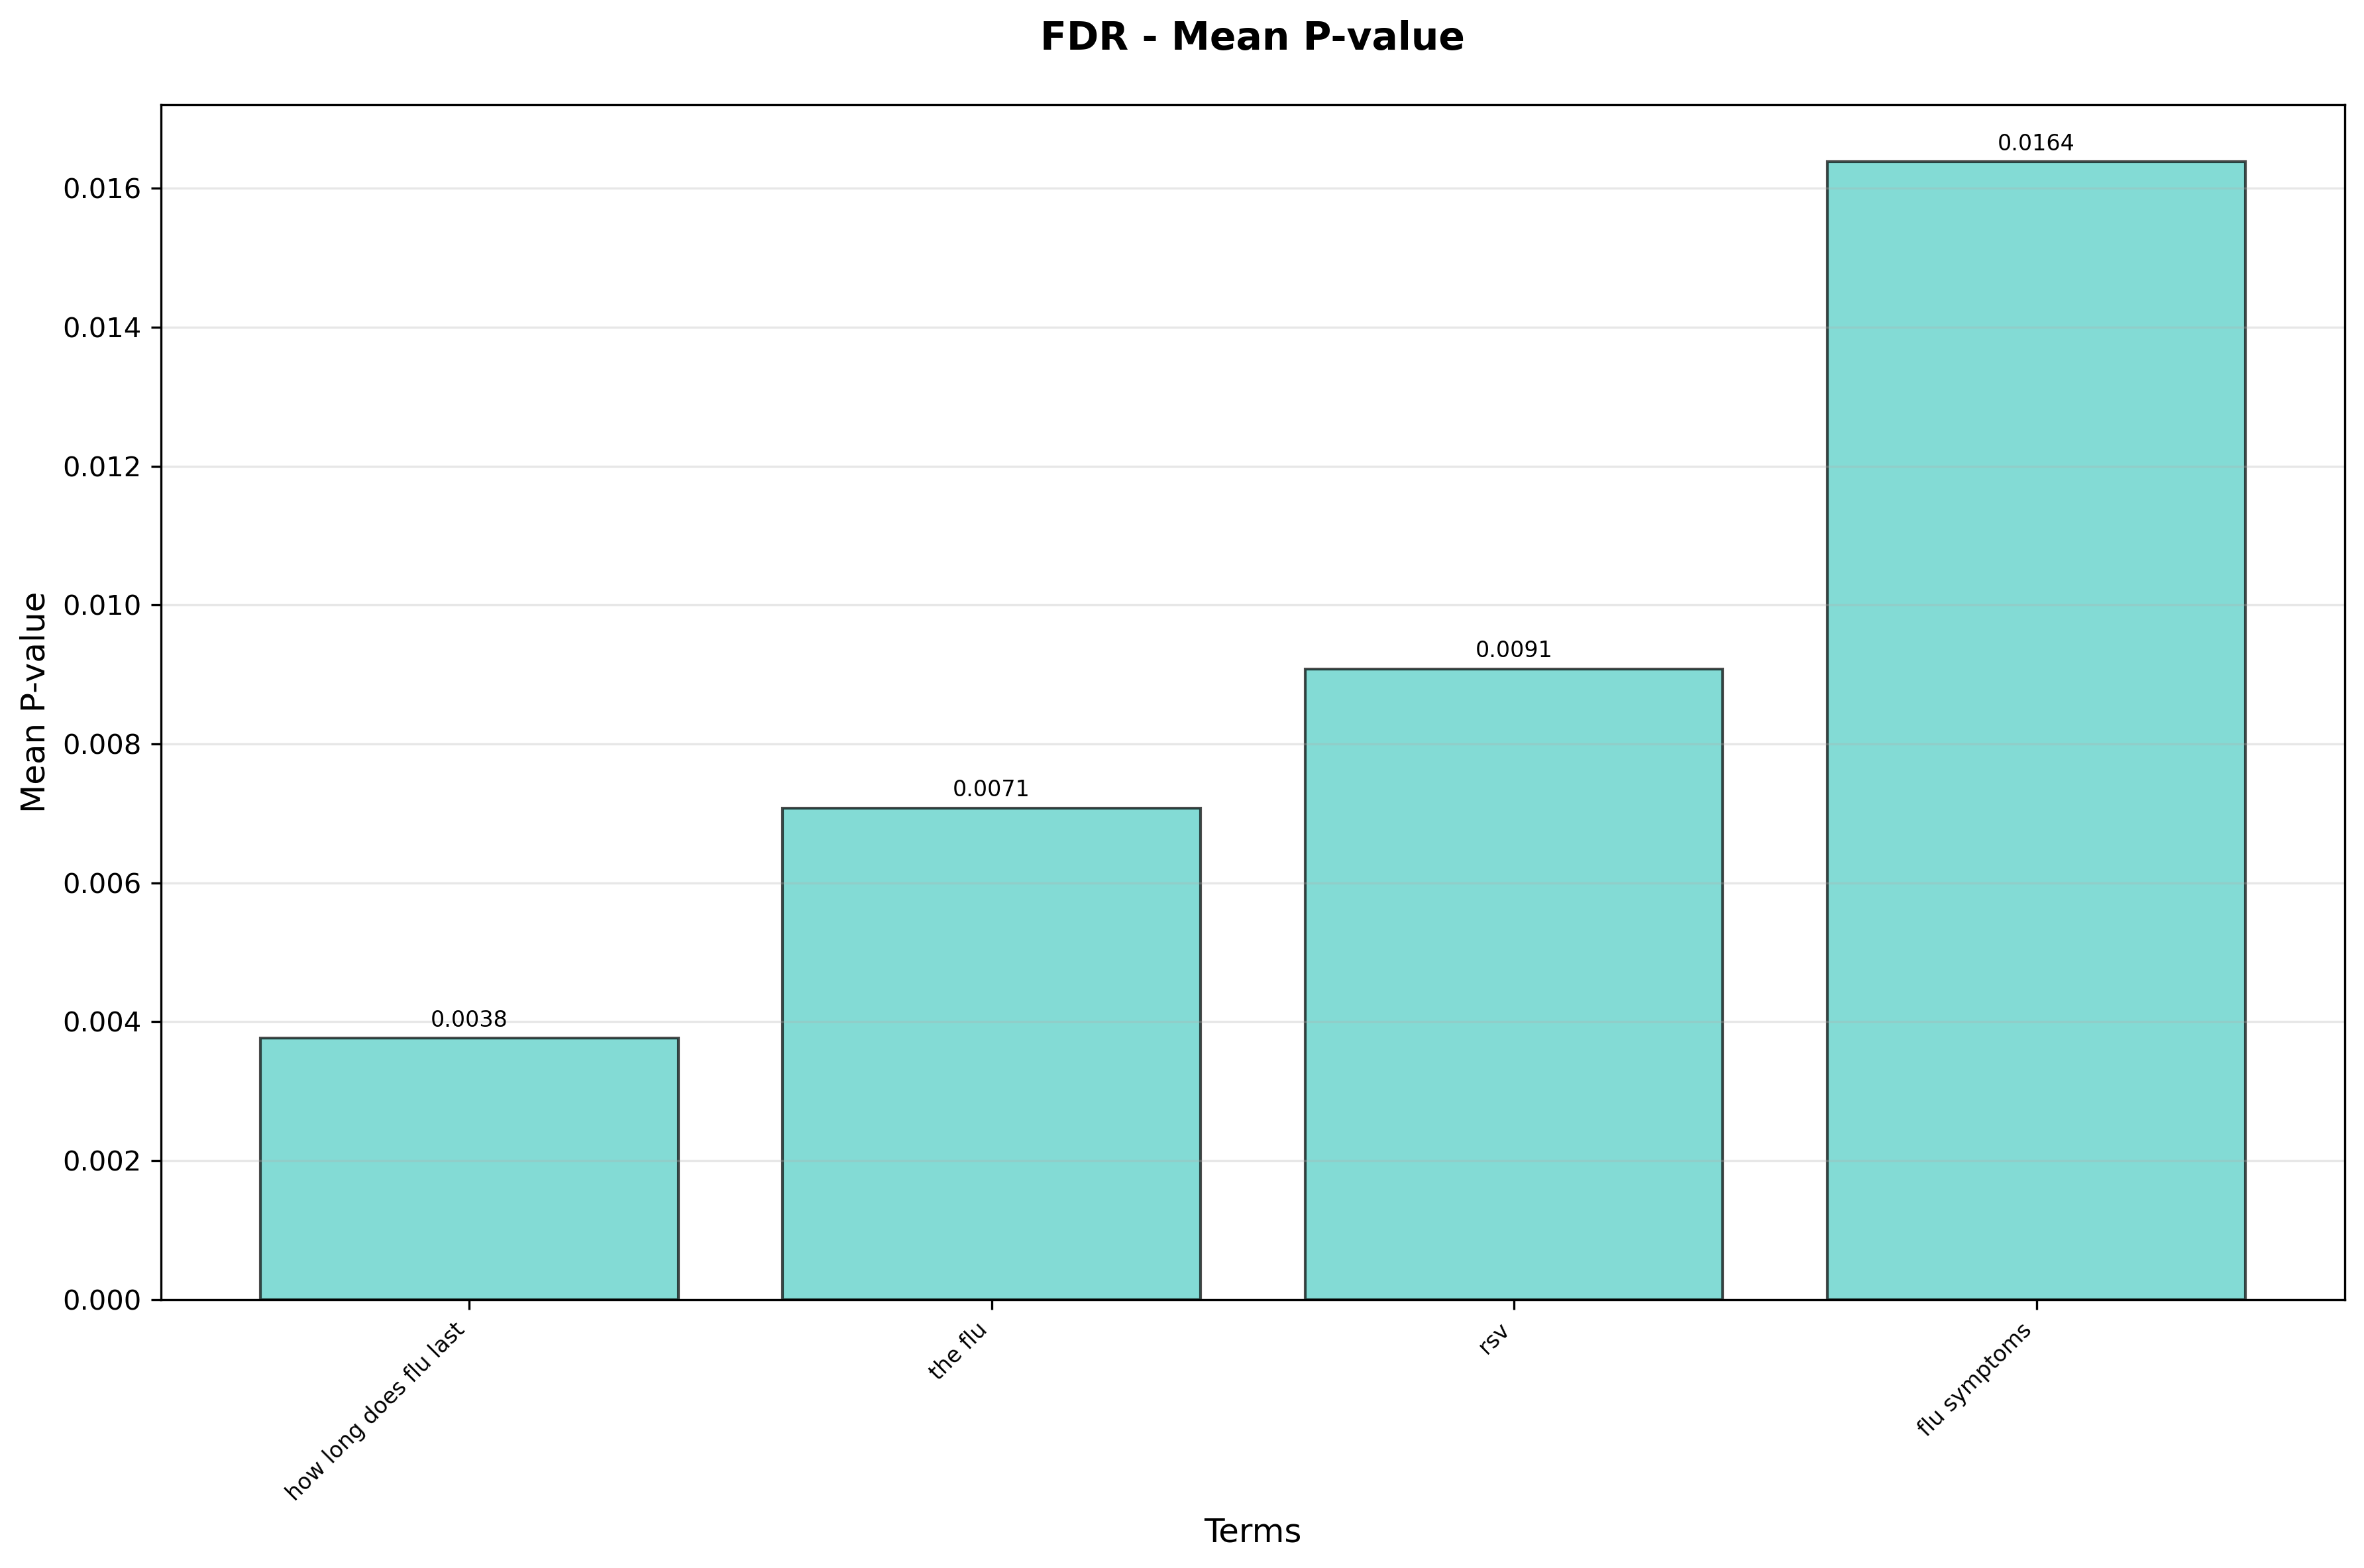 FDR - Mean P-value
Mean P-value
0.016
0.014
0.012
0.010
0.008
0.006
0.004
0.002
0.000
0.0038
0.0071
0.0091
0.0164
how long does flu last
the flu
rsv
flu symptoms
Terms